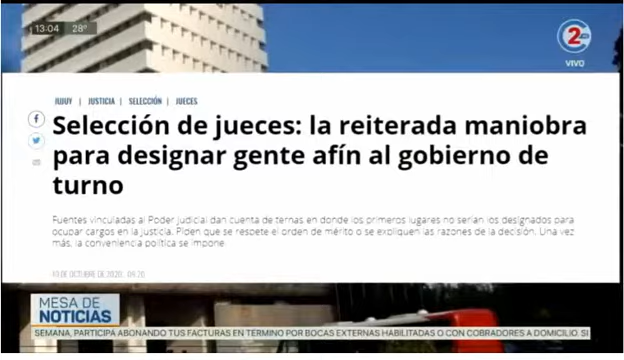 13:04 28°
2
VIVO
JUJUY | JUSTICIA | SELECCIÓN | JUECES
Selección de jueces: la reiterada maniobra
para designar gente afín al gobierno de
turno
Fuentes vinculadas al Poder Judicial dan cuenta de ternas en donde los primeros lugares no serían los designados para
ocupar cargos en la Justicia. Piden que se respete el orden de mérito o se expliquen las razones de la decisión. Una vez
más, la conveniencia política se impone.
DE OCTUBRE DE 2020
MESA DE
NOTICIAS
SEMANA, PARTICIPA ABONANDO TUS FACTURAS EN TERMINO POR BOCAS EXTERNAS HABILITADAS O CON COBRADORES A DOMICILIO. SI